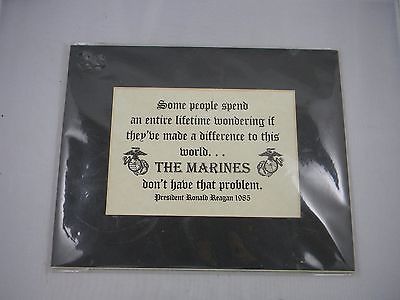 Some people spend
an entire lifetime wondering if
they've made a difference to this
world. . .
THE MARINES
don't have that problem.
President Ronald Reagan 1985